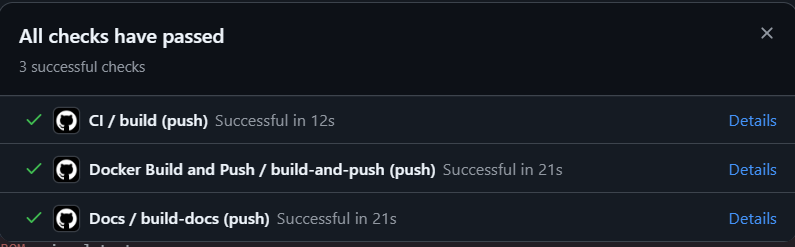 All checks have passed
3 successful checks
CI / build (push) Successful in 12s Details
Docker Build and Push / build-and-push (push) Successful in 21s Details
Docs / build-docs (push) Successful in 21s Details